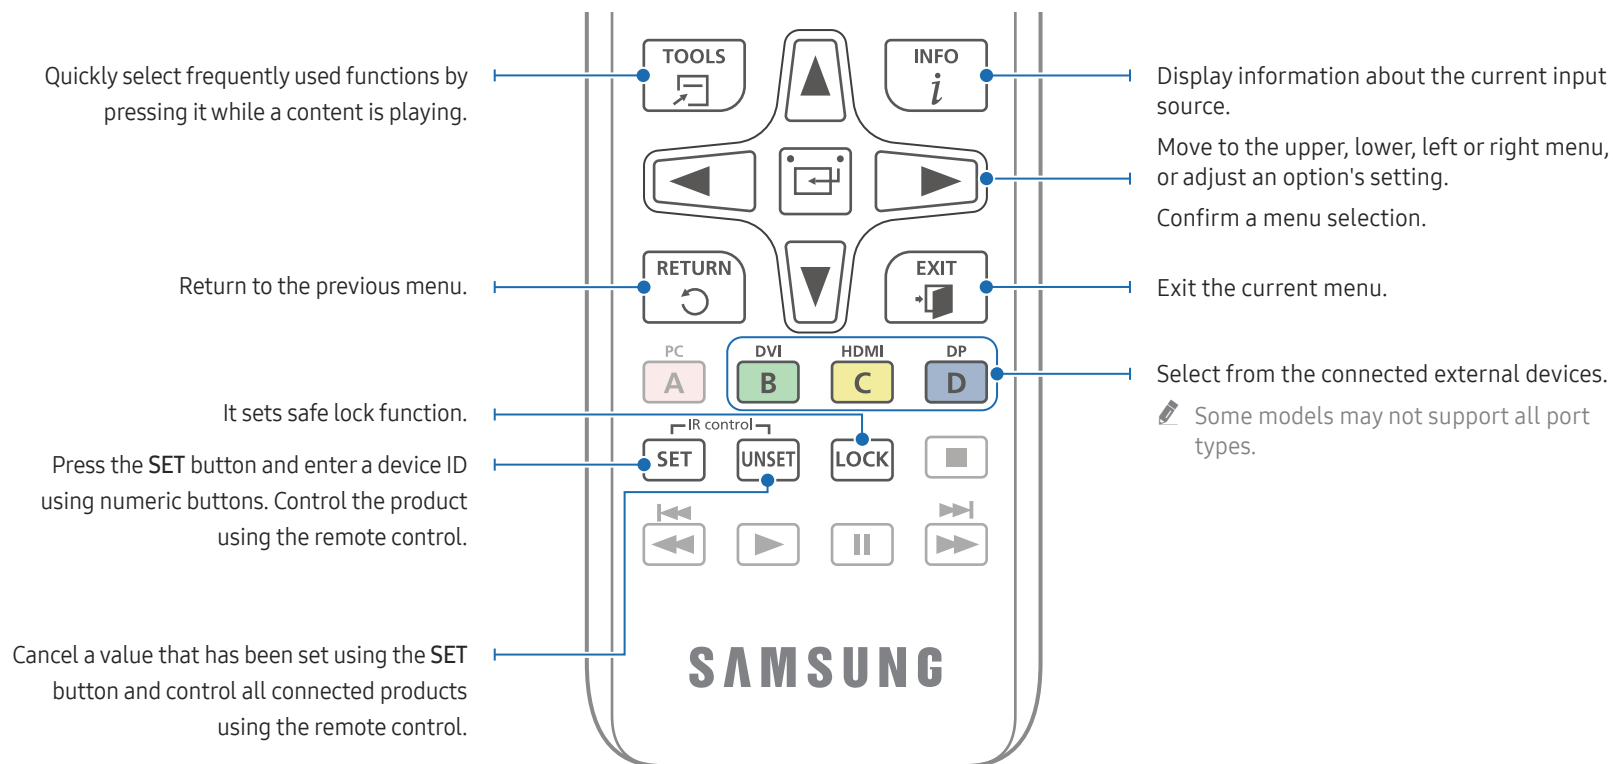 Quickly select frequently used functions by
pressing it while a content is playing.
Return to the previous menu.
It sets safe lock function.
Press the SET button and enter a device ID
using numeric buttons. Control the product
using the remote control.
Cancel a value that has been set using the SET
button and control all connected products
using the remote control.
TOOLS
INFO
i
RETURN
EXIT
PC
DVI
HDMI
DP
A
B
C
D
IR control
SET
UNSET
LOCK
SAMSUNG
Display information about the current input
source.
Move to the upper, lower, left or right menu,
or adjust an option's setting.
Confirm a menu selection.
Exit the current menu.
Select from the connected external devices.
Some models may not support all port
types.